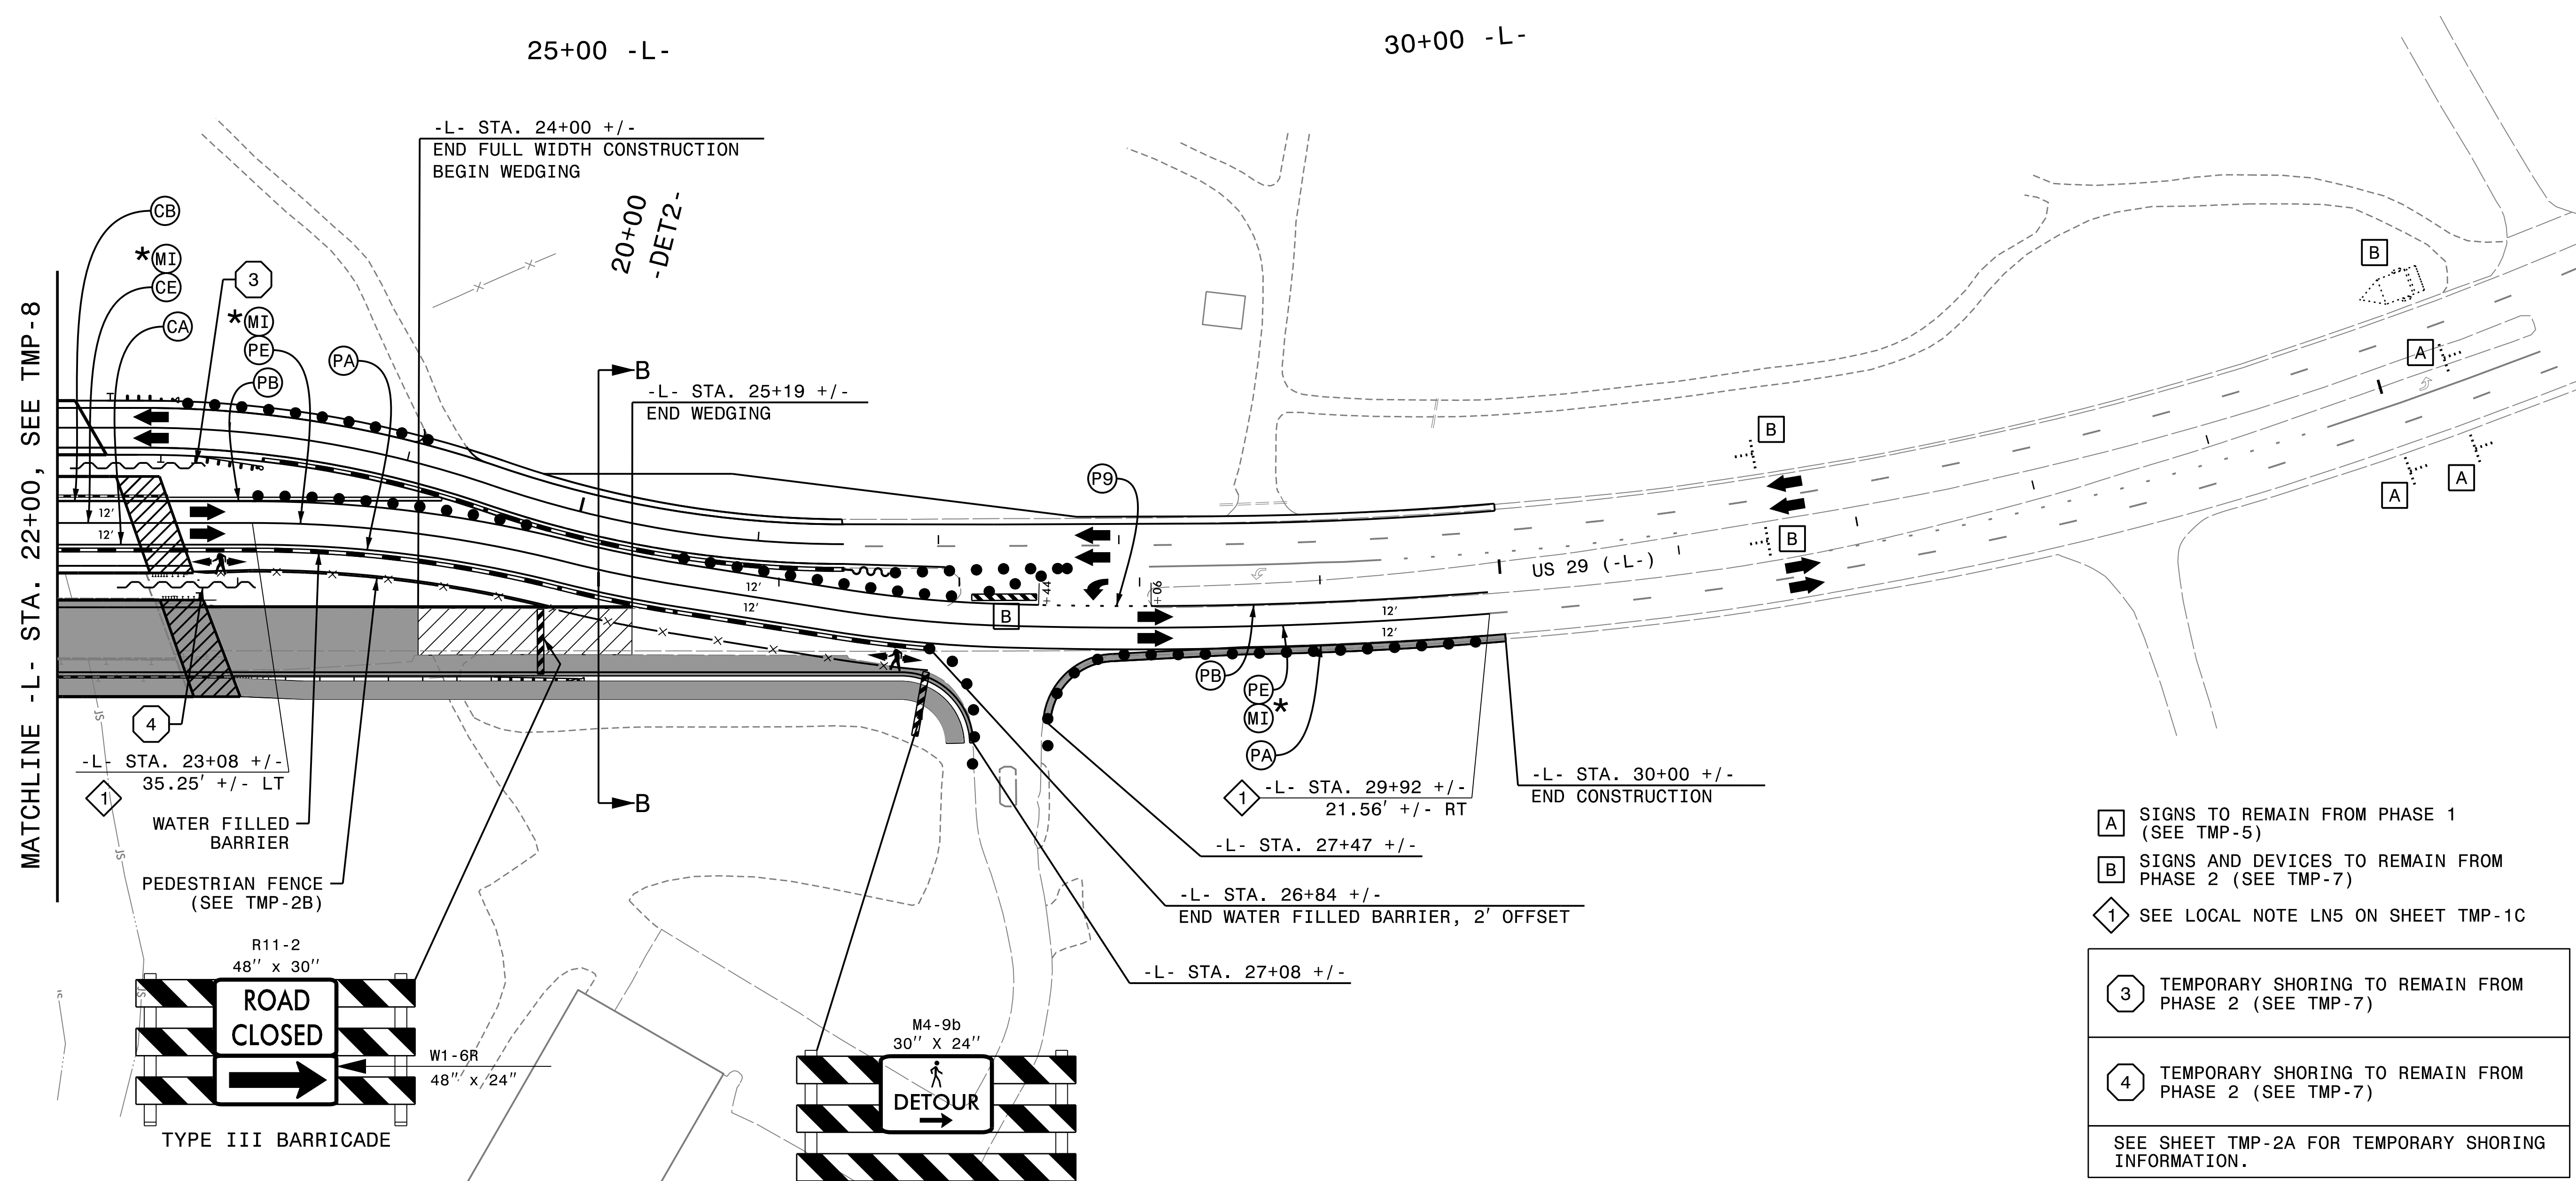 25+00 -L-
30+00 -L-
-L- STA. 24+00 +/-
END FULL WIDTH CONSTRUCTION
BEGIN WEDGING
20+00
-DET2-
CB
*MI
CE
CA
3
*MI
PE
PB
PA
B
-L- STA. 25+19 +/-
END WEDGING
MATCHLINE -L- STA. 22+00, SEE TMP-8
P9
B
B
A
A
A
B
12'
12'
12'
12'
12'
12'
US 29 (-L-)
+44
+06
B
PB
PE
MI*
PA
4
JS
JS
JS
JS
-L- STA. 23+08 +/-
35.25' +/- LT
1
WATER FILLED
BARRIER
PEDESTRIAN FENCE
(SEE TMP-2B)
B
1
-L- STA. 29+92 +/-
21.56' +/- RT
-L- STA. 30+00 +/-
END CONSTRUCTION
-L- STA. 27+47 +/-
-L- STA. 26+84 +/-
END WATER FILLED BARRIER, 2' OFFSET
-L- STA. 27+08 +/-
R11-2
48" x 30"
ROAD
CLOSED
W1-6R
48" x 24"
TYPE III BARRICADE
M4-9b
30" X 24"
DETOUR
A SIGNS TO REMAIN FROM PHASE 1
(SEE TMP-5)
B SIGNS AND DEVICES TO REMAIN FROM
PHASE 2 (SEE TMP-7)
1 SEE LOCAL NOTE LN5 ON SHEET TMP-1C
3 TEMPORARY SHORING TO REMAIN FROM
PHASE 2 (SEE TMP-7)
4 TEMPORARY SHORING TO REMAIN FROM
PHASE 2 (SEE TMP-7)
SEE SHEET TMP-2A FOR TEMPORARY SHORING
INFORMATION.